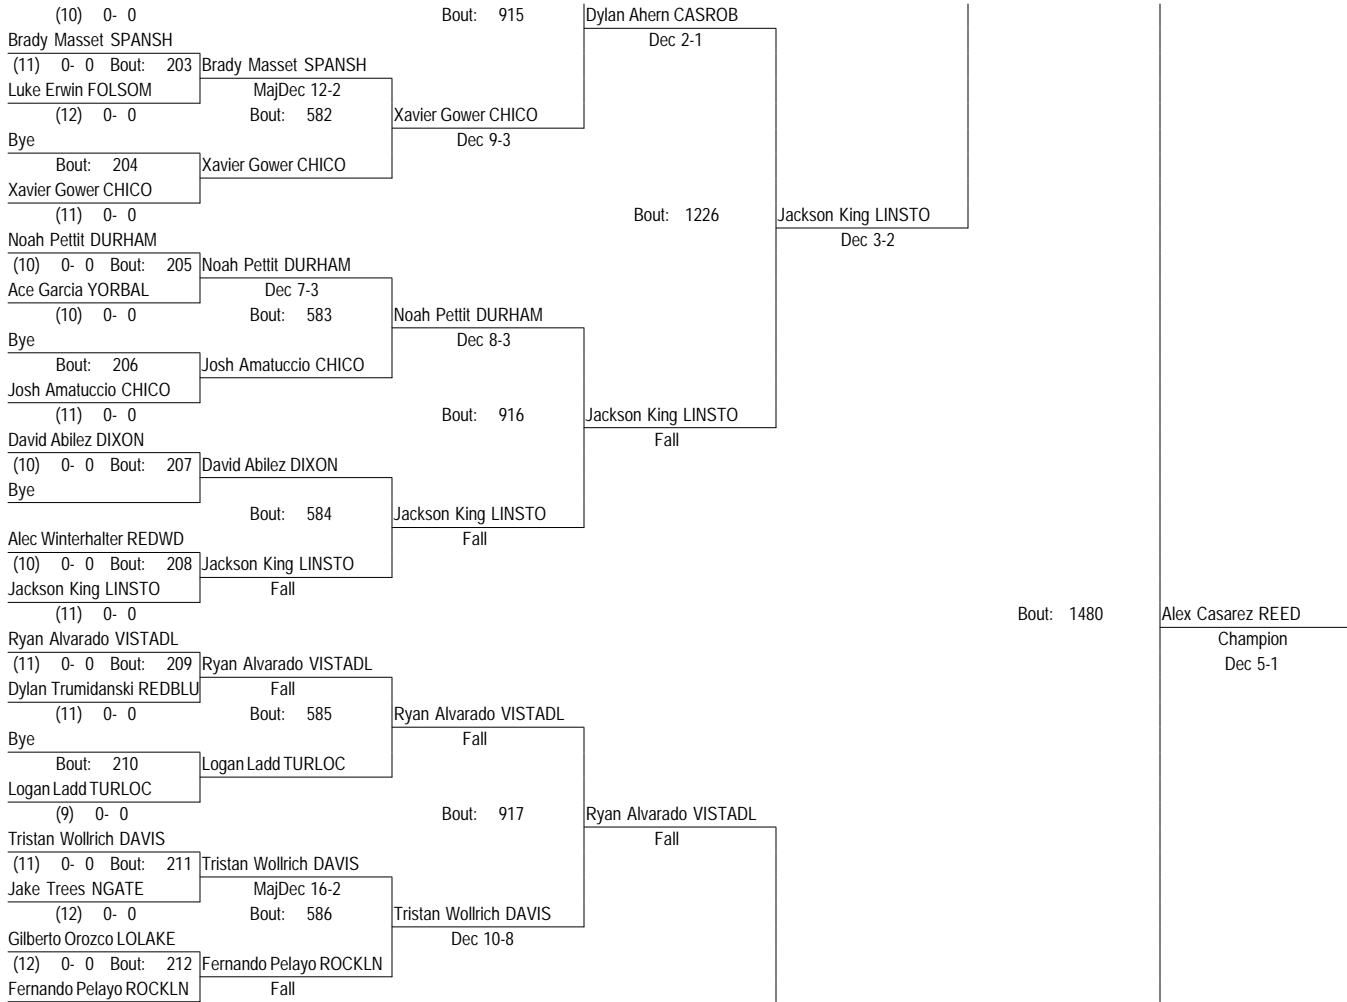 (10) 0- 0 Bout: 915 Dylan Ahern CASROB
Brady Masset SPANSH Dec 2-1
(11) 0- 0 Bout: 203 Brady Masset SPANSH
Luke Erwin FOLSOM MajDec 12-2
(12) 0- 0 Bout: 582 Xavier Gower CHICO
Bye Dec 9-3
Bout: 204 Xavier Gower CHICO
Xavier Gower CHICO
(11) 0- 0 Bout: 1226 Jackson King LINSTO
Noah Pettit DURHAM Dec 3-2
(10) 0- 0 Bout: 205 Noah Pettit DURHAM
Ace Garcia YORBAL Dec 7-3
(10) 0- 0 Bout: 583 Noah Pettit DURHAM
Bye Dec 8-3
Bout: 206 Josh Amatuccio CHICO
Josh Amatuccio CHICO
(11) 0- 0 Bout: 916 Jackson King LINSTO
David Abilez DIXON Fall
(10) 0- 0 Bout: 207 David Abilez DIXON
Bye
Bout: 584 Jackson King LINSTO
Alec Winterhalter REDWD Fall
(10) 0- 0 Bout: 208 Jackson King LINSTO
Jackson King LINSTO Fall
(11) 0- 0 Bout: 1480 Alex Casarez REED
Ryan Alvarado VISTADL Champion
(11) 0- 0 Bout: 209 Ryan Alvarado VISTADL Dec 5-1
Dylan Trumidanski REDBLU Fall
(11) 0- 0 Bout: 585 Ryan Alvarado VISTADL
Bye Fall
Bout: 210 Logan Ladd TURLOC
Logan Ladd TURLOC
(9) 0- 0 Bout: 917 Ryan Alvarado VISTADL
Tristan Wollrich DAVIS Fall
(11) 0- 0 Bout: 211 Tristan Wollrich DAVIS
Jake Trees NGATE MajDec 16-2
(12) 0- 0 Bout: 586 Tristan Wollrich DAVIS
Gilberto Orozco LOLAKE Dec 10-8
(12) 0- 0 Bout: 212 Fernando Pelayo ROCKLN
Fernando Pelayo ROCKLN Fall